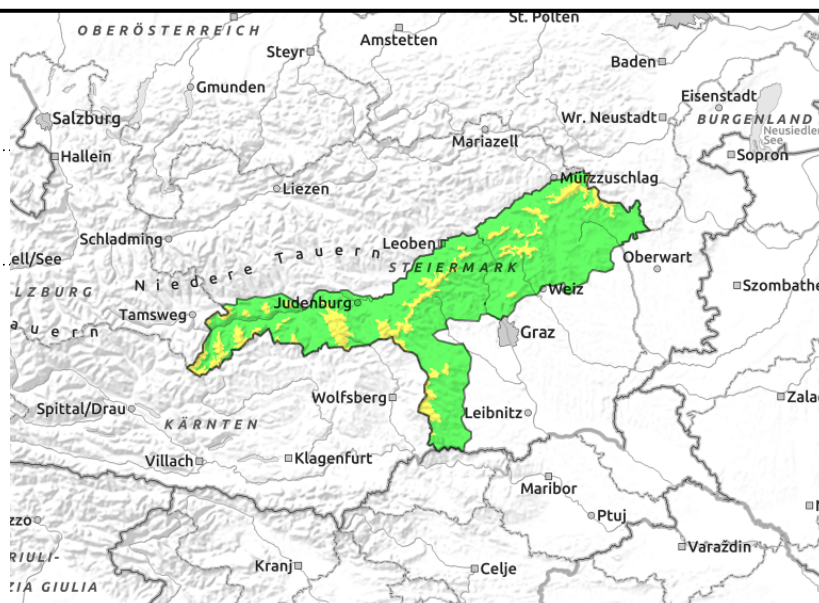 St. Pölten
OBERÖSTERREICH
Amstetten
Steyr
Baden
Gmunden
Eisenstadt
Salzburg
Wr. Neustadt
BURGENLAND
Neusiedler
See
Mariazell
Hallein
Sopron
Mürzzuschlag
Liezen
Schladming
Leoben
ell/See
Niedere Tauern
STEIERMARK
Oberwart
LZBURG
Szombathe
Judenburg
Weiz
Tamsweg
auern
Graz
Wolfsberg
Zala
Spittal/Drau
Leibnitz
KÄRNTEN
Villach
Klagenfurt
Maribor
Ptuj
zzo
Varaždin
RIULI-
Kranj
Celje
ZIA GIULIA